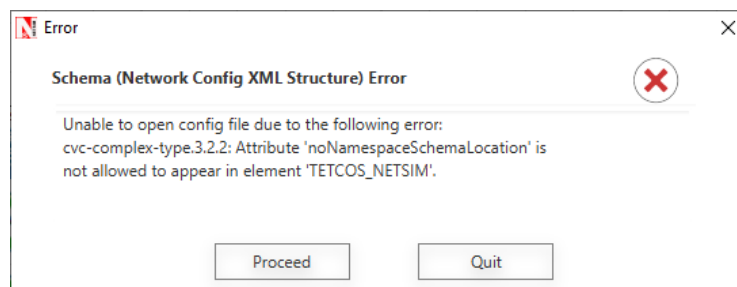 Error
Schema (Network Config XML Structure) Error
Unable to open config file due to the following error:
cvc-complex-type.3.2.2: Attribute 'noNamespaceSchemaLocation' is
not allowed to appear in element 'TETCOS_NETSIM'.
Proceed
Quit